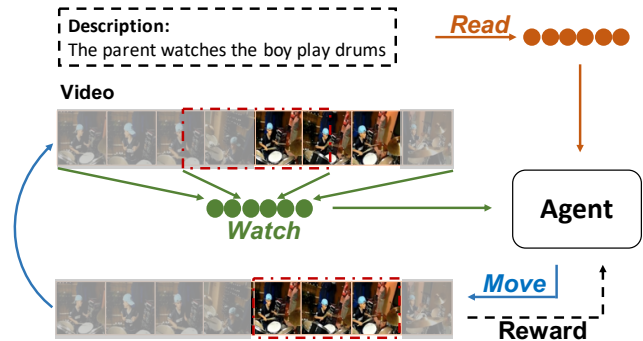 Description:
The parent watches the boy play drums
Read
Video
Watch
Agent
Move
Reward